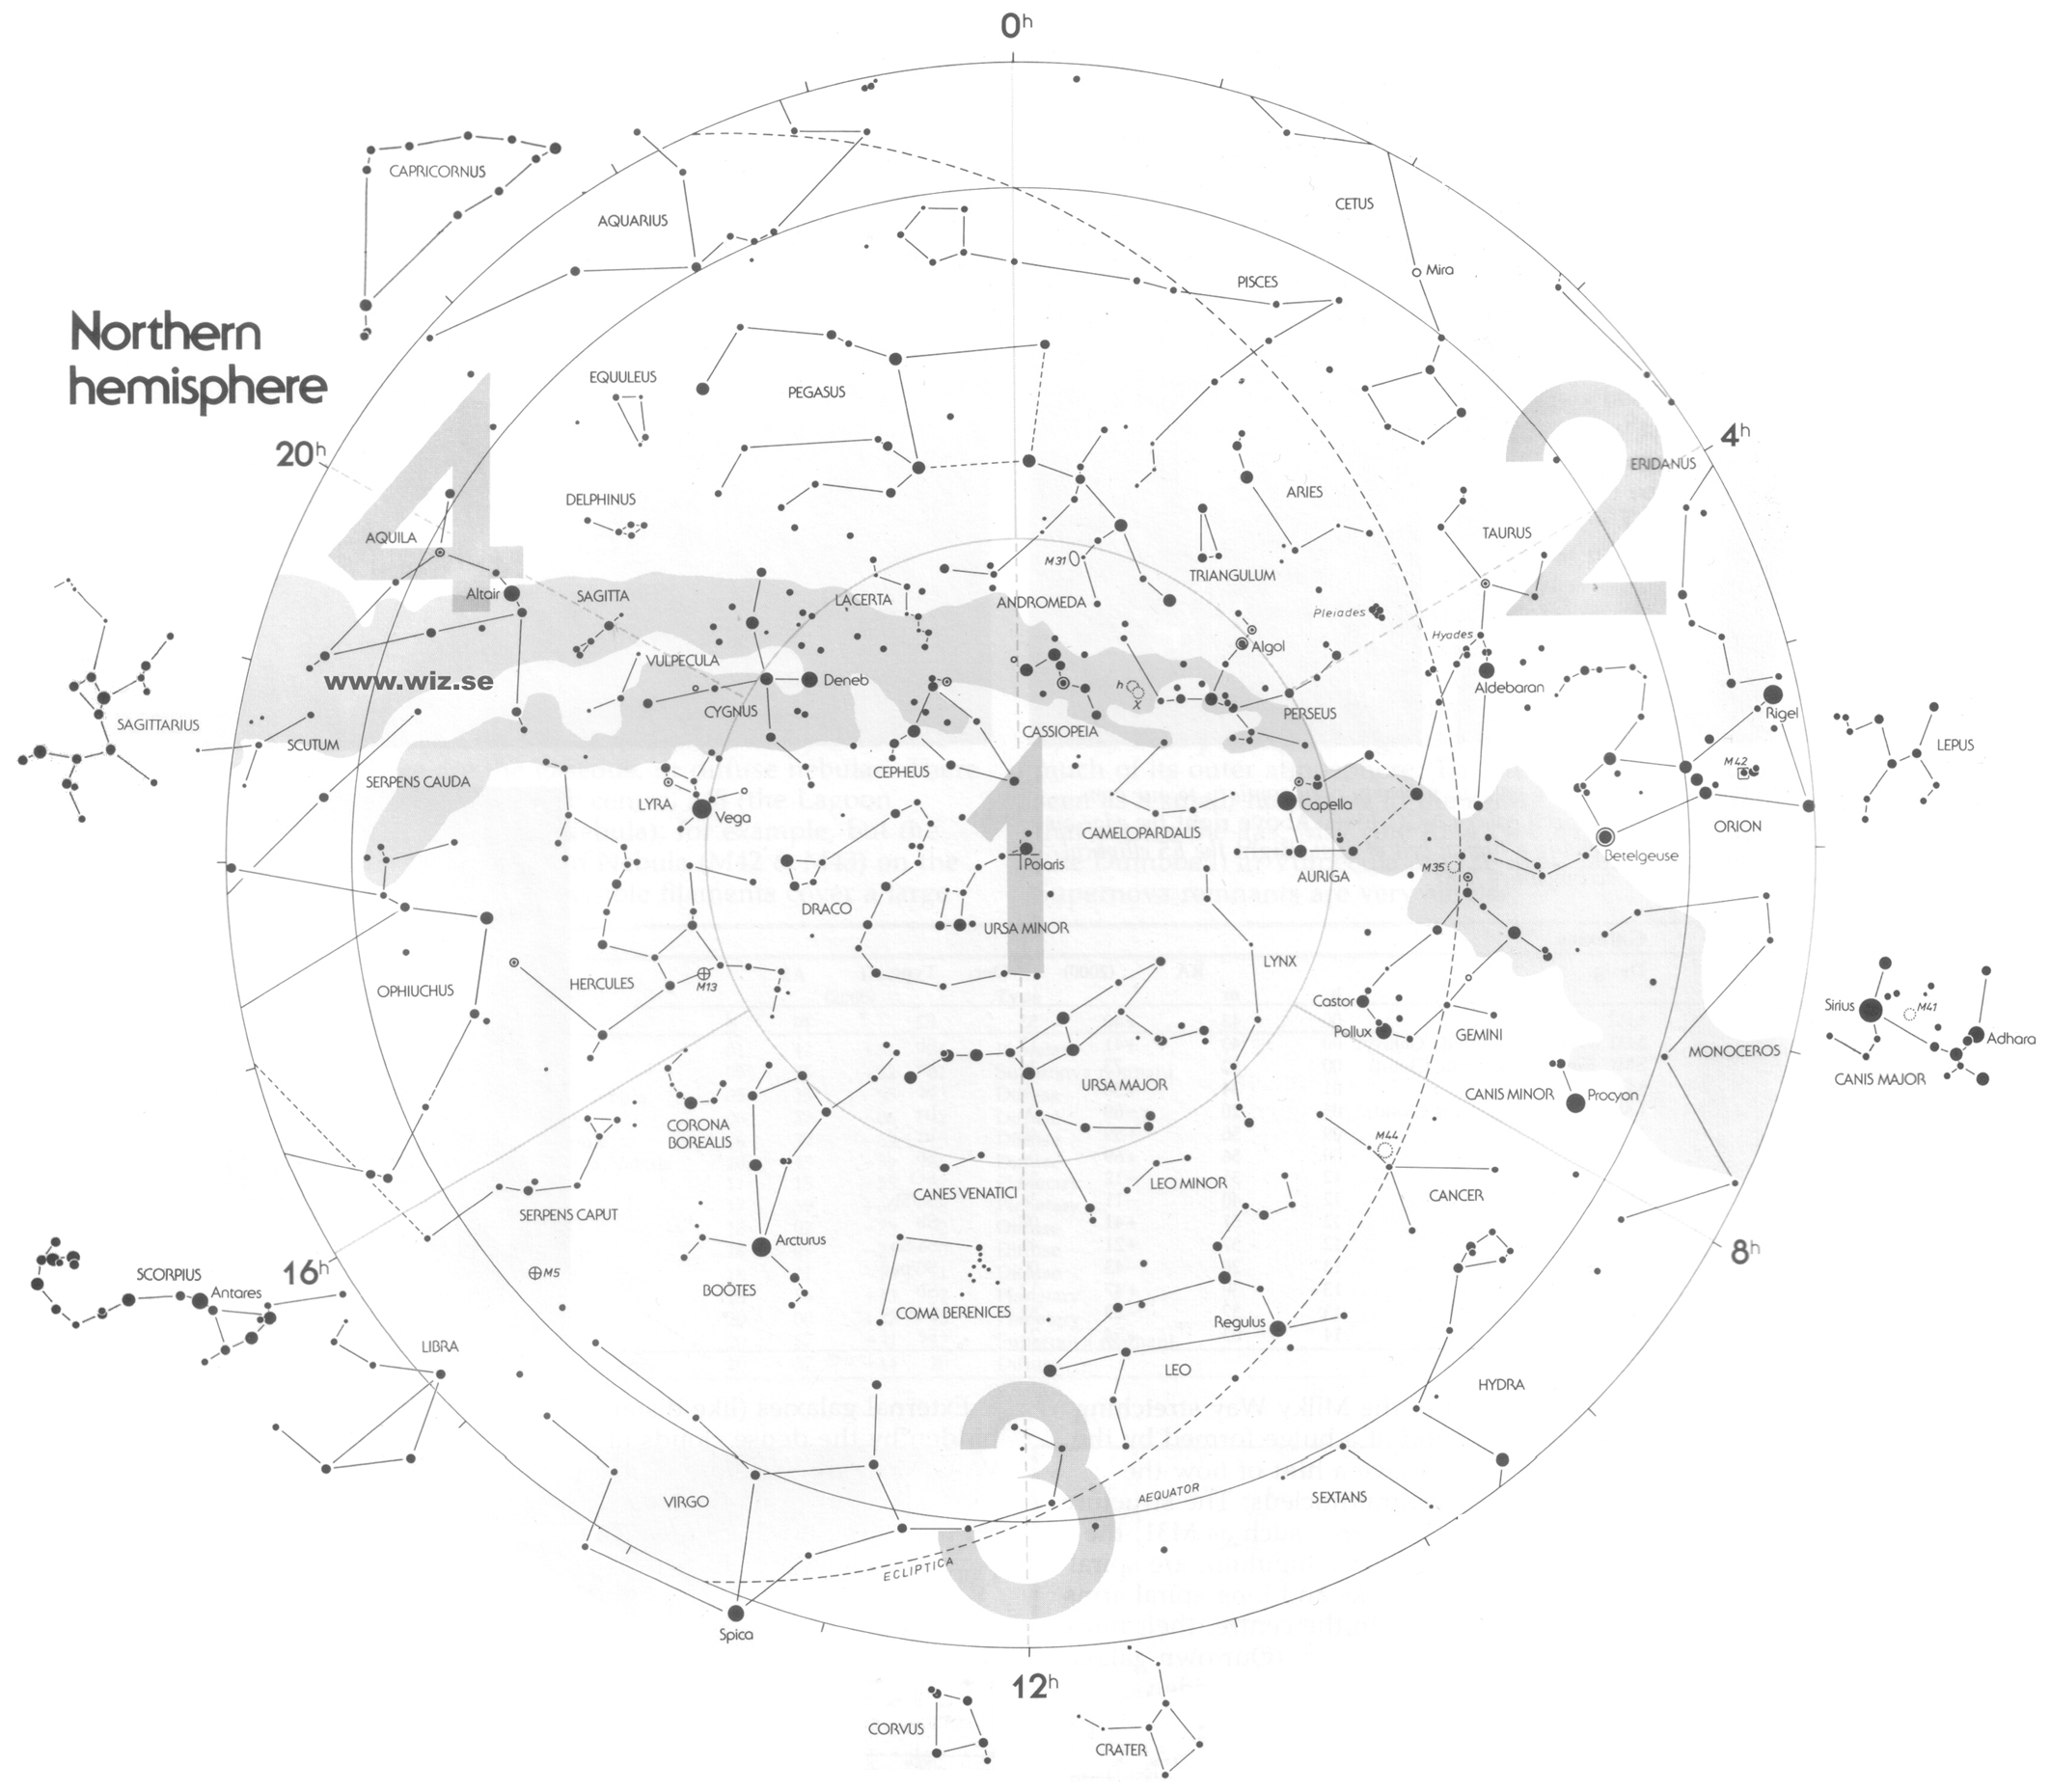 0h
CAPRICORNUS
AQUARIUS
CETUS
Mira
PISCES
Northern
hemisphere
EQUULEUS
PEGASUS
4
2
20h
4h
ERIDANUS
DELPHINUS
ARIES
AQUILA
TAURUS
M31
TRIANGULUM
Altair
SAGITTA
LACERTA
ANDROMEDA
Pleiades
Hyades
Algol
VULPECULA
www.wiz.se
Deneb
h
χ
Aldebaran
CYGNUS
PERSEUS
Rigel
SAGITTARIUS
SCUTUM
CASSIOPEIA
LEPUS
CEPHEUS
M42
SERPENS CAUDA
LYRA
Vega
Capella
CAMELOPARDALIS
ORION
1
Polaris
Betelgeuse
M35
AURIGA
DRACO
URSA MINOR
LYNX
HERCULES
M13
OPHIUCHUS
Castor
Pollux
GEMINI
Sirius
M41
Adhara
MONOCEROS
CANIS MAJOR
URSA MAJOR
CANIS MINOR
Procyon
CORONA
BOREALIS
M44
CANES VENATICI
LEO MINOR
CANCER
SERPENS CAPUT
Arcturus
8h
16h
M5
SCORPIUS
Antares
BOÖTES
COMA BERENICES
Regulus
LIBRA
LEO
HYDRA
3
VIRGO
AEQUATOR
SEXTANS
ECLIPTICA
Spica
12h
CORVUS
CRATER